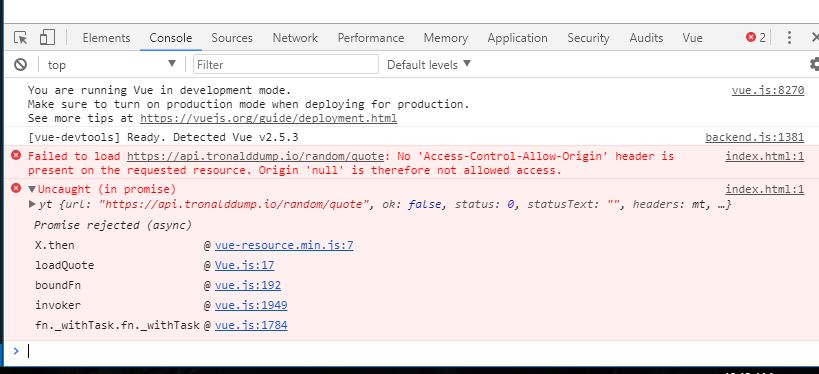 Elements Console Sources Network Performance Memory Application Security Audits Vue 2
top Filter Default levels
You are running Vue in development mode. vue.js:8270
Make sure to turn on production mode when deploying for production.
See more tips at https://vuejs.org/guide/deployment.html
[vue-devtools] Ready. Detected Vue v2.5.3 backend.js:1381
Failed to load https://api.tronalddump.io/random/quote: No 'Access-Control-Allow-Origin' header is index.html:1
present on the requested resource. Origin 'null' is therefore not allowed access.
Uncaught (in promise) index.html:1
yt {url: "https://api.tronalddump.io/random/quote", ok: false, status: 0, statusText: "", headers: mt, …}
Promise rejected (async)
X.then @ vue-resource.min.js:7
loadQuote @ Vue.js:17
boundFn @ vue.js:192
invoker @ vue.js:1949
fn._withTask.fn._withTask @ vue.js:1784